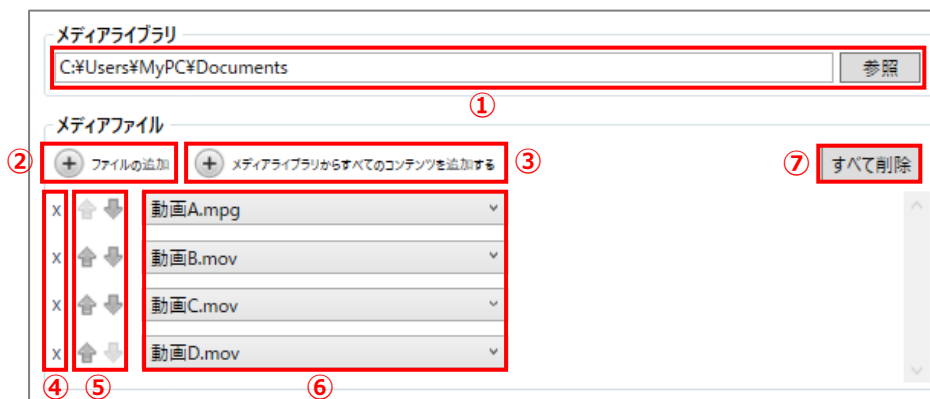 メディアライブラリ
C:¥Users¥MyPC¥Documents 参照
①
メディアファイル
② ファイルの追加 メディアライブラリからすべてのコンテンツを追加する ③ ⑦ すべて削除
x 動画A.mpg
x 動画B.mov
x 動画C.mov
x 動画D.mov
④ ⑤ ⑥